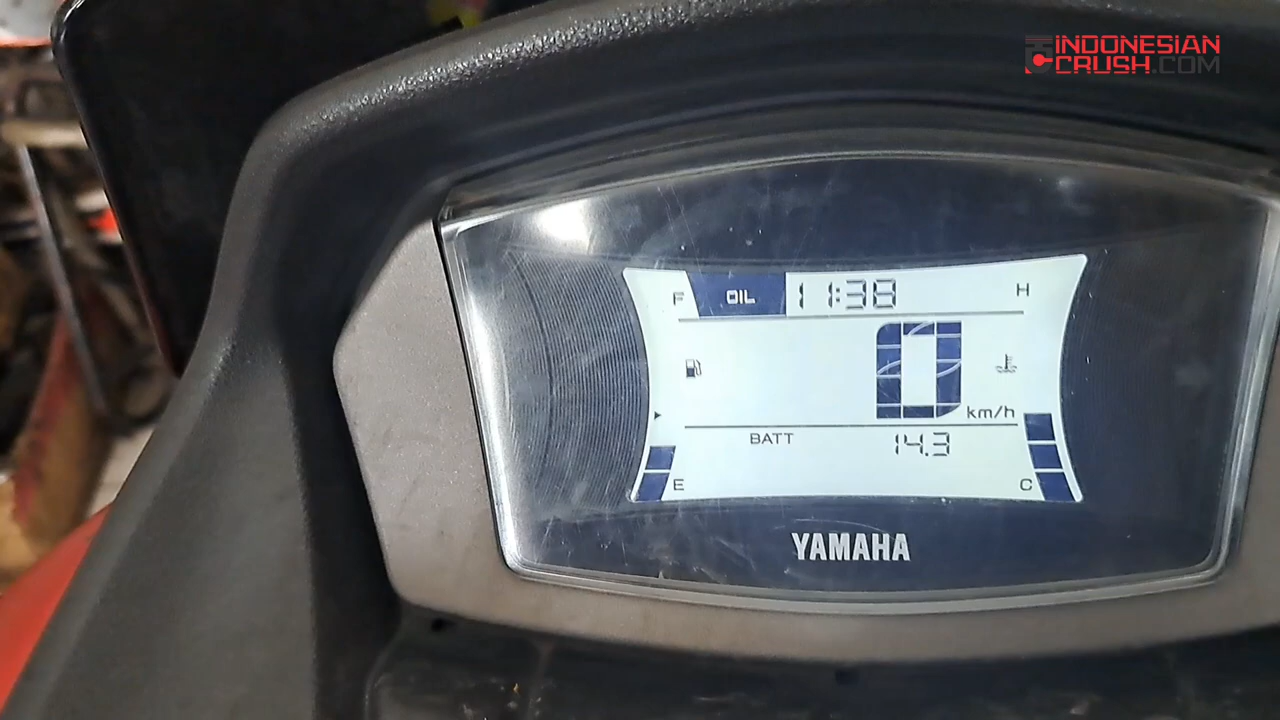 INDONESIAN
CRUSH.COM
F OIL 11:38 H
0 km/h
BATT 14.3
E C
YAMAHA